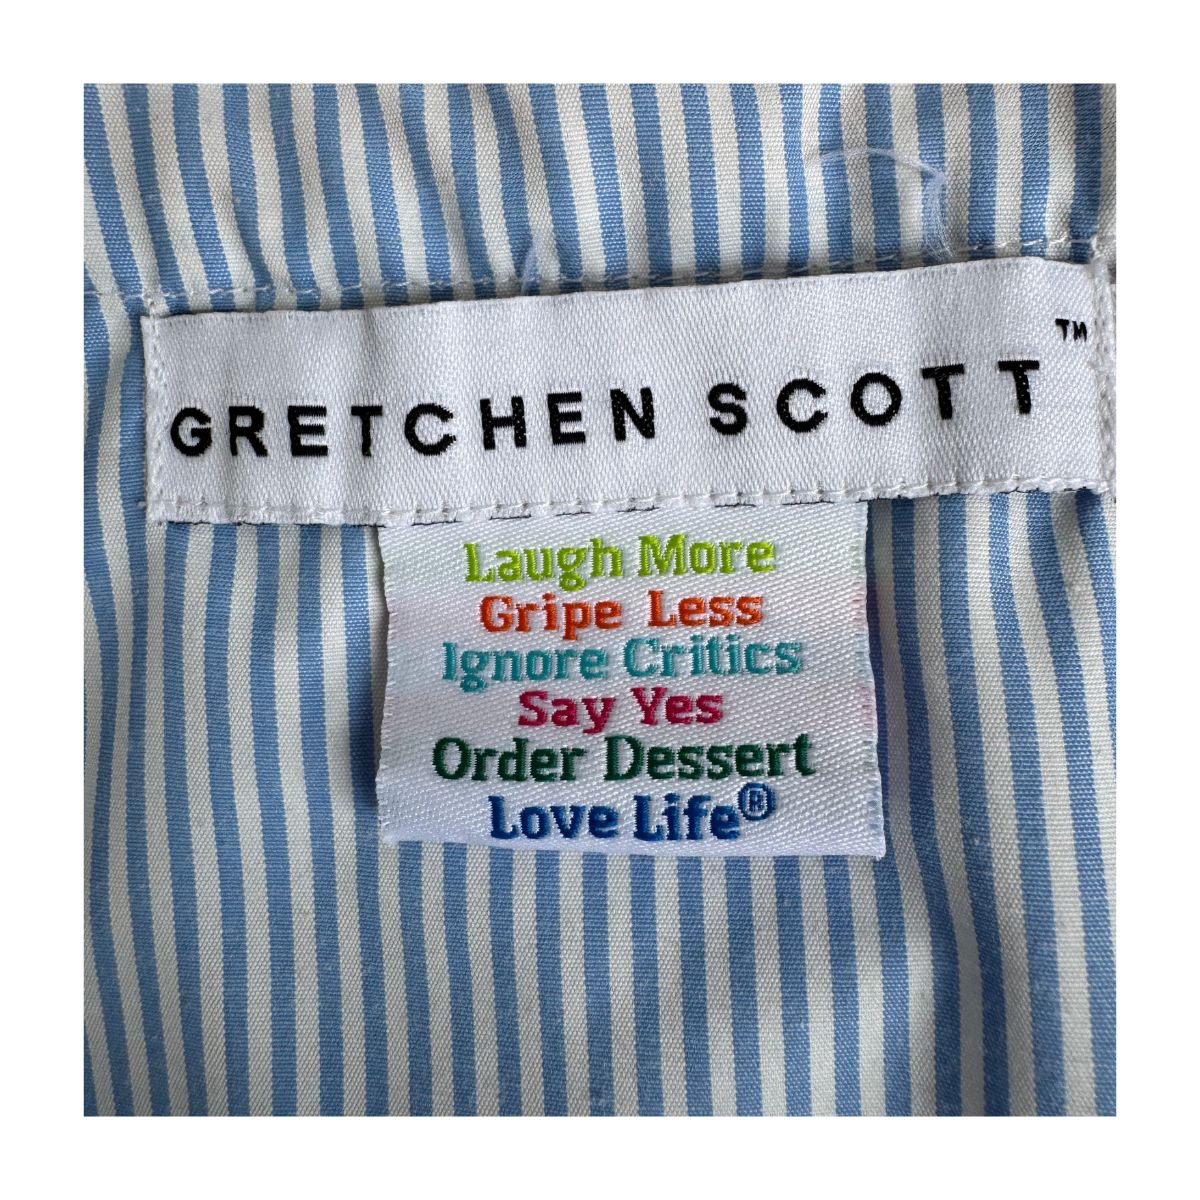 GRETCHEN SCOTT™
Laugh More
Gripe Less
Ignore Critics
Say Yes
Order Dessert
Love Life®